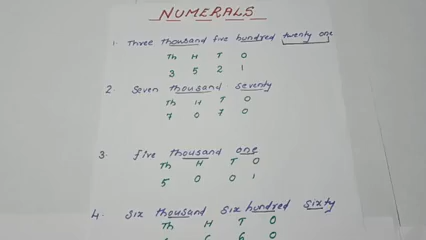 NUMERALS
1. Three thousand five hundred twenty one
Th H T O
3 5 2 1
2. Seven thousand seventy
Th H T O
7 0 7 0
3. five thousand one
Th H T O
5 0 0 1
4. Six thousand six hundred sixty
Th H T O
6 6 0